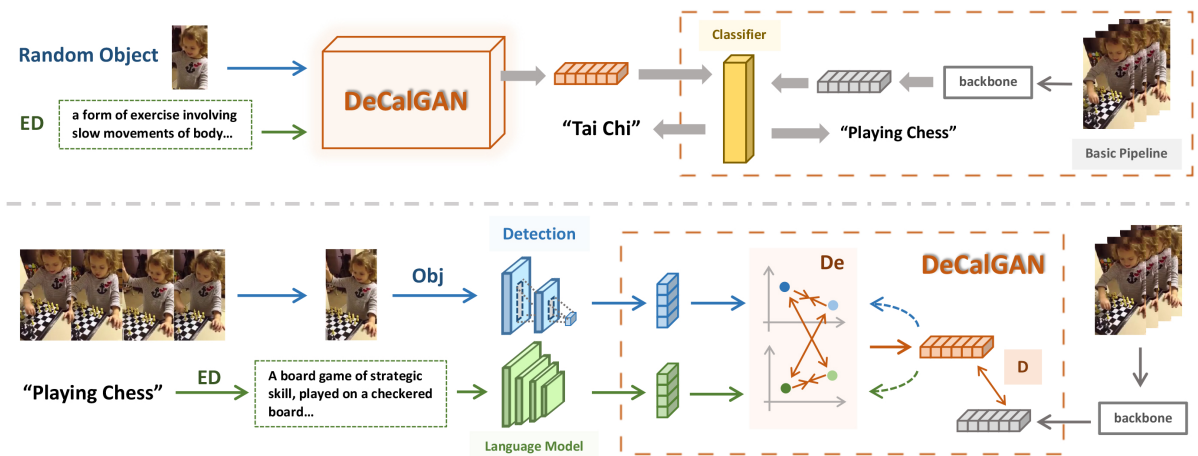 Random Object
ED
a form of exercise involving
slow movements of body...
DeCalGAN
Classifier
backbone
"Tai Chi"
"Playing Chess"
Basic Pipeline
Detection
Obj
De
DeCalGAN
"Playing Chess"
ED
A board game of strategic
skill, played on a checkered
board...
Language Model
D
backbone